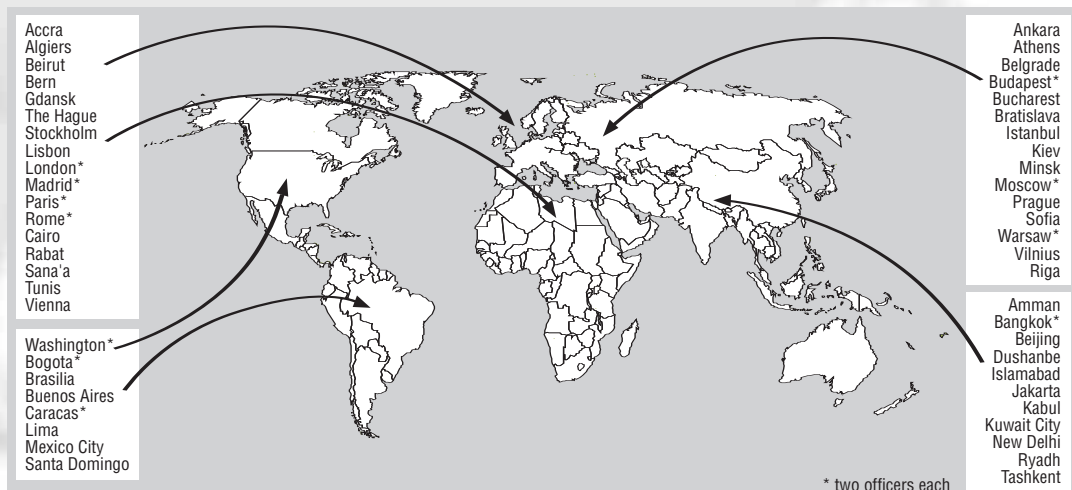 Accra
Algiers
Beirut
Bern
Gdansk
The Hague
Stockholm
Lisbon
London*
Madrid*
Paris*
Rome*
Cairo
Rabat
Sana'a
Tunis
Vienna
Washington*
Bogota*
Brasilia
Buenos Aires
Caracas*
Lima
Mexico City
Santo Domingo
Ankara
Athens
Belgrade
Budapest*
Bucharest
Bratislava
Istanbul
Kiev
Minsk
Moscow*
Prague
Sofia
Warsaw*
Vilnius
Riga
Amman
Bangkok*
Beijing
Dushanbe
Islamabad
Jakarta
Kabul
Kuwait City
New Delhi
Ryadh
Tashkent
* two officers each